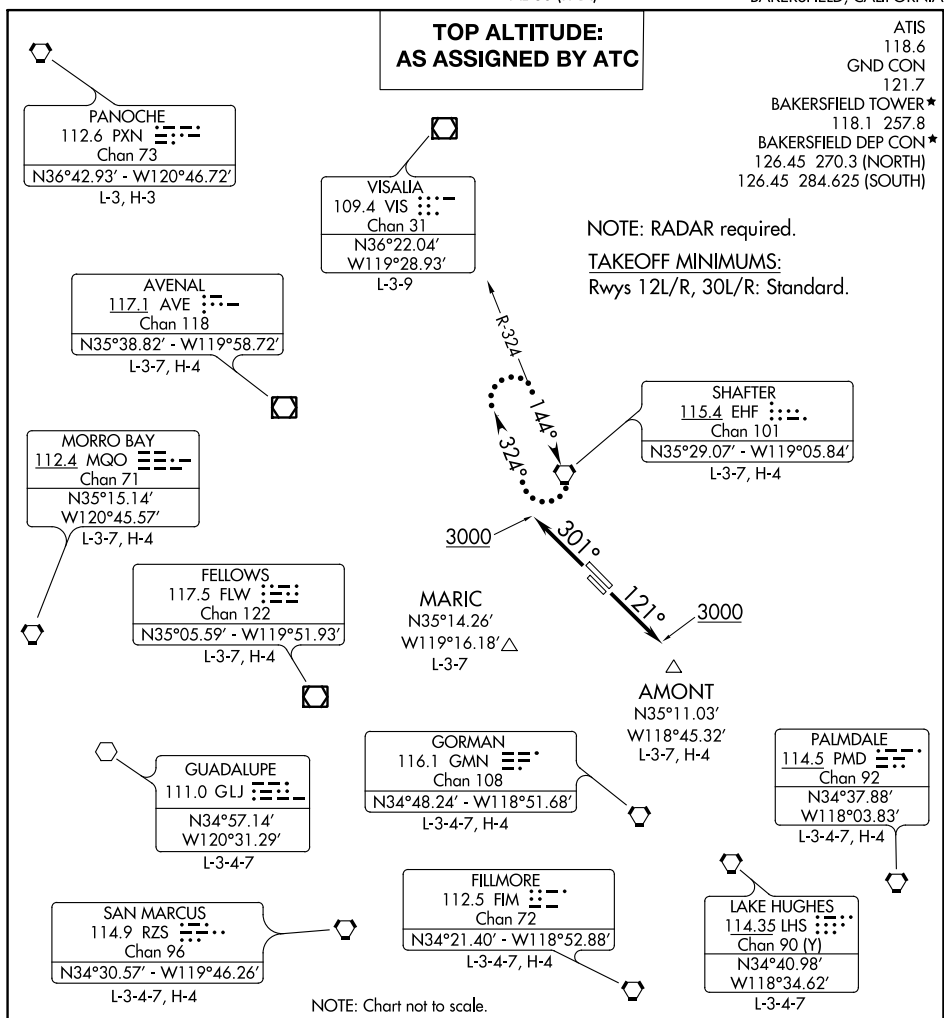 BAKERSFIELD, CALIFORNIA
TOP ALTITUDE:
AS ASSIGNED BY ATC
ATIS
118.6
GND CON
121.7
BAKERSFIELD TOWER★
118.1 257.8
BAKERSFIELD DEP CON★
126.45 270.3 (NORTH)
126.45 284.625 (SOUTH)
PANOCHE
112.6 PXN
Chan 73
N36°42.93' - W120°46.72'
L-3, H-3
VISALIA
109.4 VIS
Chan 31
N36°22.04'
W119°28.93'
L-3-9
NOTE: RADAR required.
TAKEOFF MINIMUMS:
Rwys 12L/R, 30L/R: Standard.
AVENAL
117.1 AVE
Chan 118
N35°38.82' - W119°58.72'
L-3-7, H-4
R-324
144°
324°
SHAFTER
115.4 EHF
Chan 101
N35°29.07' - W119°05.84'
L-3-7, H-4
MORRO BAY
112.4 MQO
Chan 71
N35°15.14'
W120°45.57'
L-3-7, H-4
3000
301°
121°
3000
FELLOWS
117.5 FLW
Chan 122
N35°05.59' - W119°51.93'
L-3-7, H-4
MARIC
N35°14.26'
W119°16.18'
L-3-7
AMONT
N35°11.03'
W118°45.32'
L-3-7, H-4
GUADALUPE
111.0 GLJ
N34°57.14'
W120°31.29'
L-3-4-7
GORMAN
116.1 GMN
Chan 108
N34°48.24' - W118°51.68'
L-3-4-7, H-4
PALMDALE
114.5 PMD
Chan 92
N34°37.88'
W118°03.83'
L-3-4-7, H-4
SAN MARCUS
114.9 RZS
Chan 96
N34°30.57' - W119°46.26'
L-3-4-7, H-4
FILLMORE
112.5 FIM
Chan 72
N34°21.40' - W118°52.88'
L-3-4-7, H-4
LAKE HUGHES
114.35 LHS
Chan 90 (Y)
N34°40.98'
W118°34.62'
L-3-4-7
NOTE: Chart not to scale.